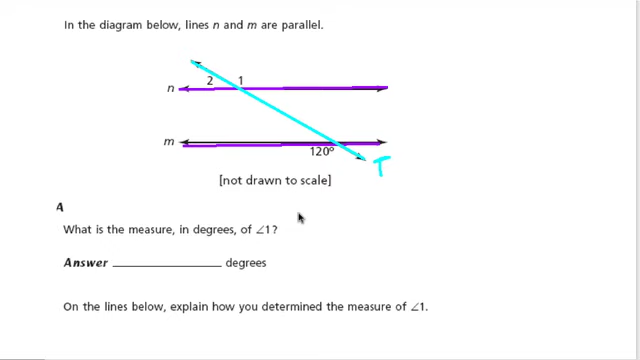 In the diagram below, lines n and m are parallel.
2 1
n
m
120°
T
[not drawn to scale]
A
What is the measure, in degrees, of ∠1?
Answer ________________ degrees
On the lines below, explain how you determined the measure of ∠1.